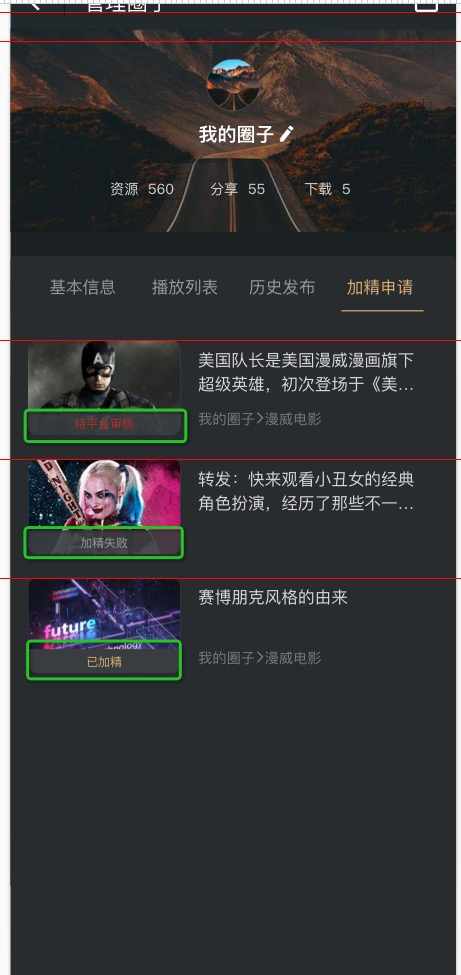 管理圈子
我的圈子
资源 560 分享 55 下载 5
基本信息 播放列表 历史发布 加精申请
美国队长是美国漫威漫画旗下
超级英雄，初次登场于《美...
待平台审核
我的圈子>漫威电影
转发：快来观看小丑女的经典
角色扮演，经历了那些不一...
加精失败
赛博朋克风格的由来
future
已加精
我的圈子>漫威电影